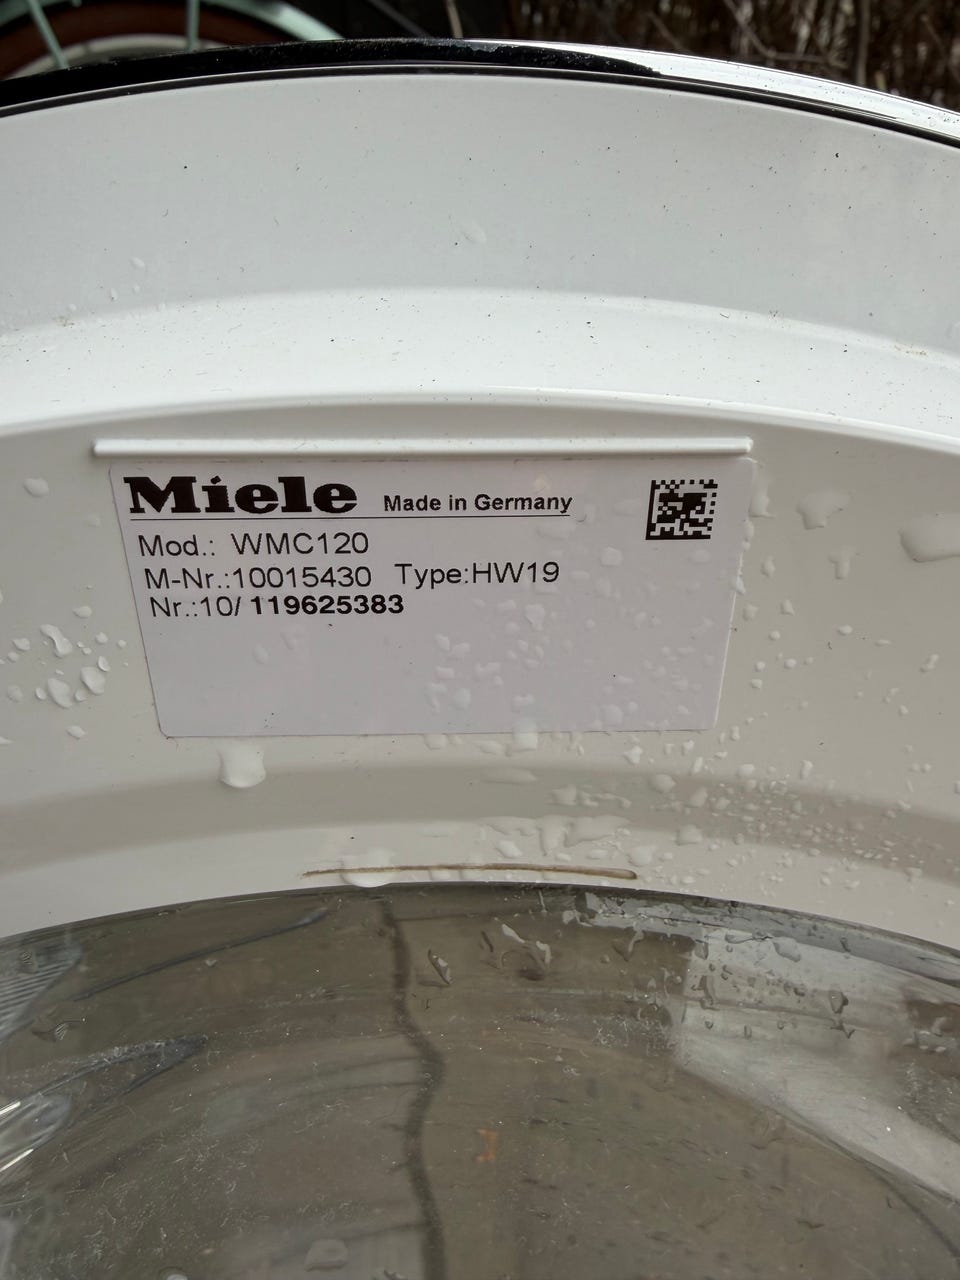 Miele Made in Germany
Mod.: WMC120
M-Nr.:10015430 Type:HW19
Nr.:10/ 119625383